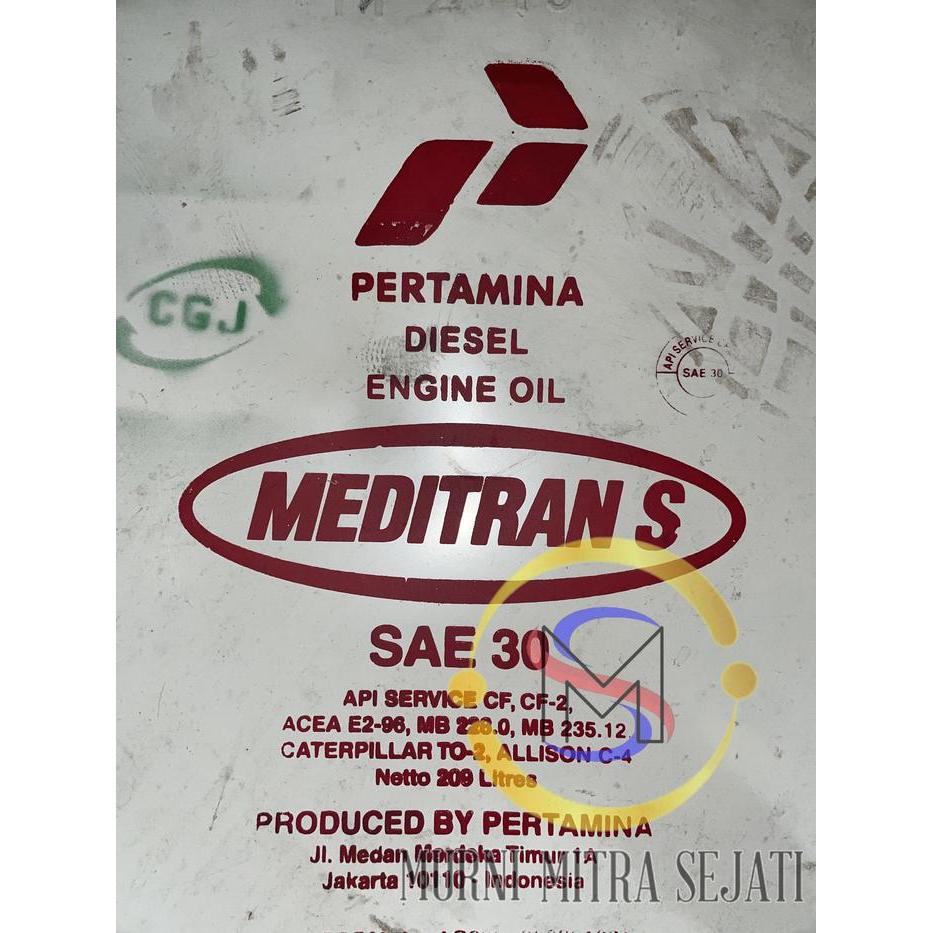 PERTAMINA
DIESEL
ENGINE OIL
CGJ
API SERVICE
SAE 30
MEDITRAN S
SAE 30
API SERVICE CF, CF-2,
ACEA E2-96, MB 228.0, MB 235.12
CATERPILLAR TO-2, ALLISON C-4
Netto 209 Litres
PRODUCED BY PERTAMINA
Jl. Medan Merdeka Timur 1A
Jakarta 10110 - Indonesia
SM
MURNI MITRA SEJATI